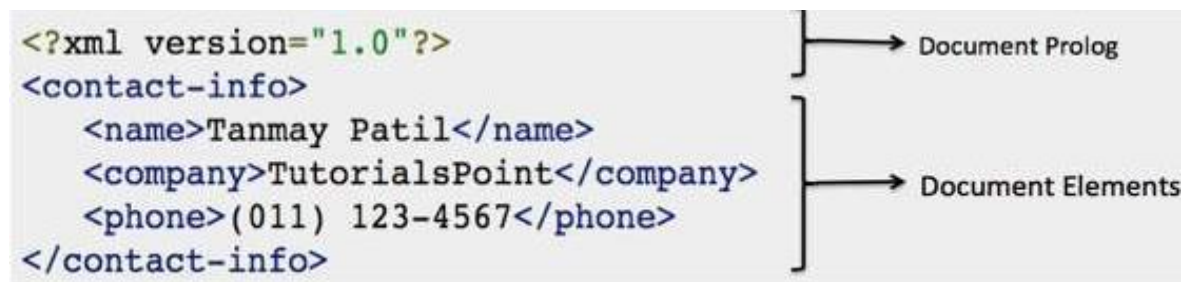 <?xml version="1.0"?>
Document Prolog
<contact-info>
<name>Tanmay Patil</name>
<company>TutorialsPoint</company>
Document Elements
<phone>(011) 123-4567</phone>
</contact-info>